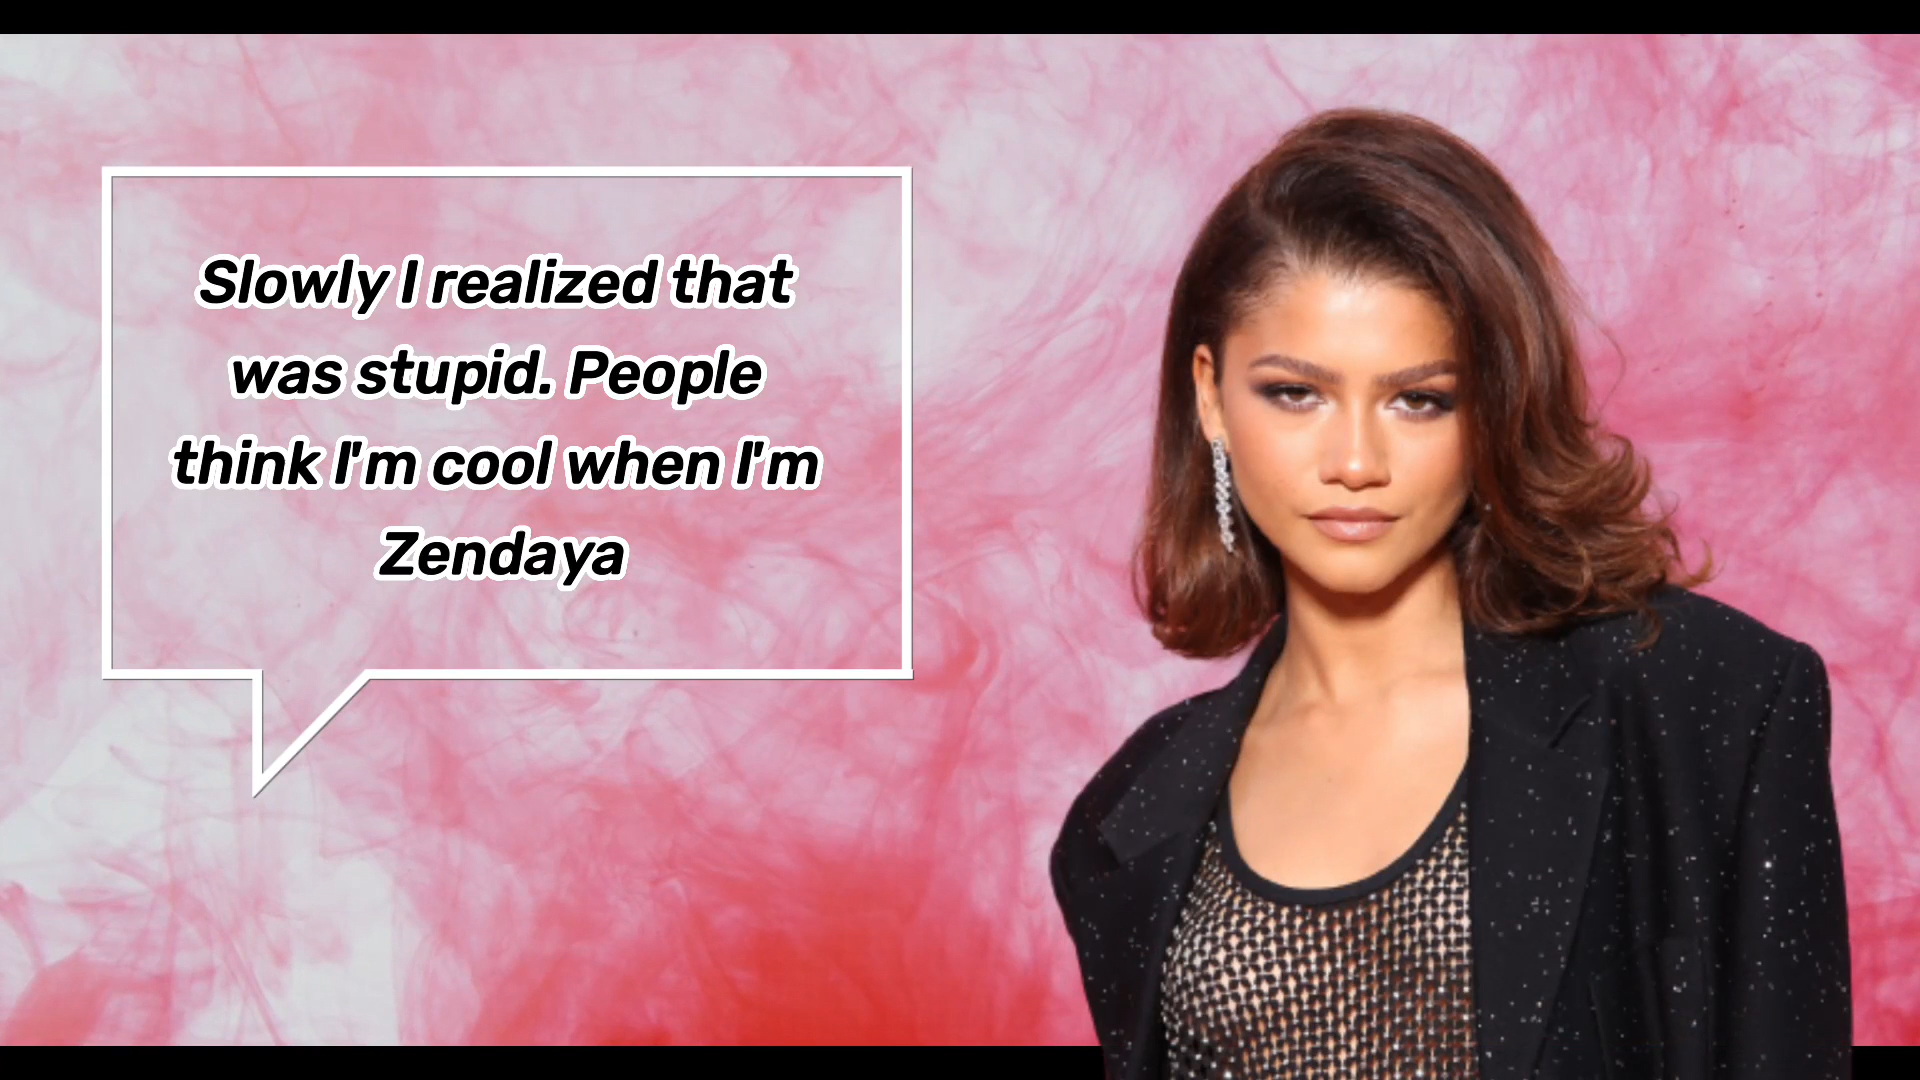 Slowly I realized that
was stupid. People
think I'm cool when I'm
Zendaya